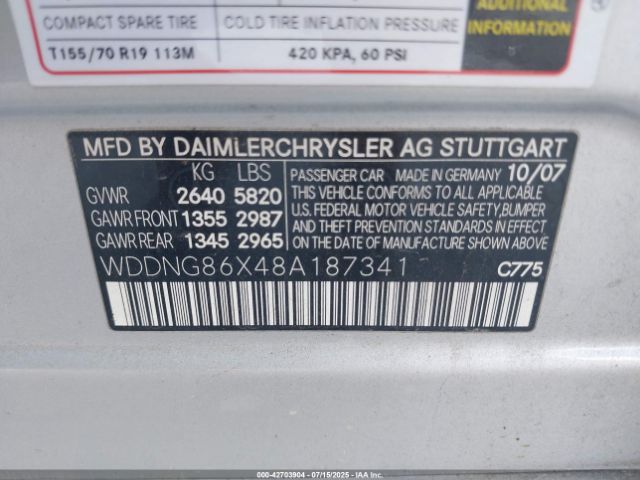 COMPACT SPARE TIRE COLD TIRE INFLATION PRESSURE
T155/70 R19 113M 420 KPA, 60 PSI
ADDITIONAL
INFORMATION
MFD BY DAIMLERCHRYSLER AG STUTTGART
KG LBS
GVWR 2640 5820
GAWR FRONT 1355 2987
GAWR REAR 1345 2965
PASSENGER CAR MADE IN GERMANY 10/07
THIS VEHICLE CONFORMS TO ALL APPLICABLE
U.S. FEDERAL MOTOR VEHICLE SAFETY,BUMPER
AND THEFT PREVENTION STANDARDS IN EFFECT
ON THE DATE OF MANUFACTURE SHOWN ABOVE.
WDDNG86X48A187341 C775
000-42703904 - 07/15/2025 - IAAI.COM